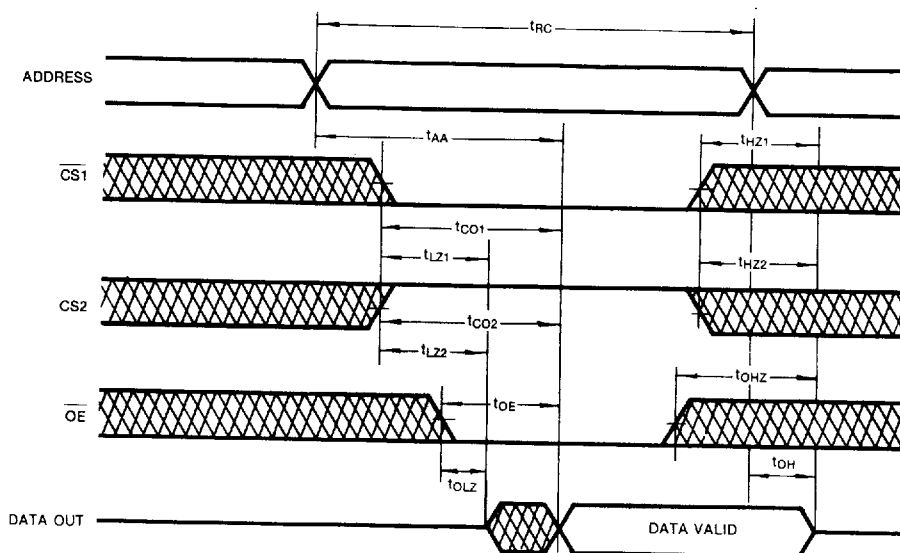 tRC
ADDRESS
tAA
tHZ1
CS1
tCO1
tLZ1
tHZ2
CS2
tCO2
tLZ2
tOHZ
OE
tOE
tOH
tOLZ
DATA OUT
DATA VALID